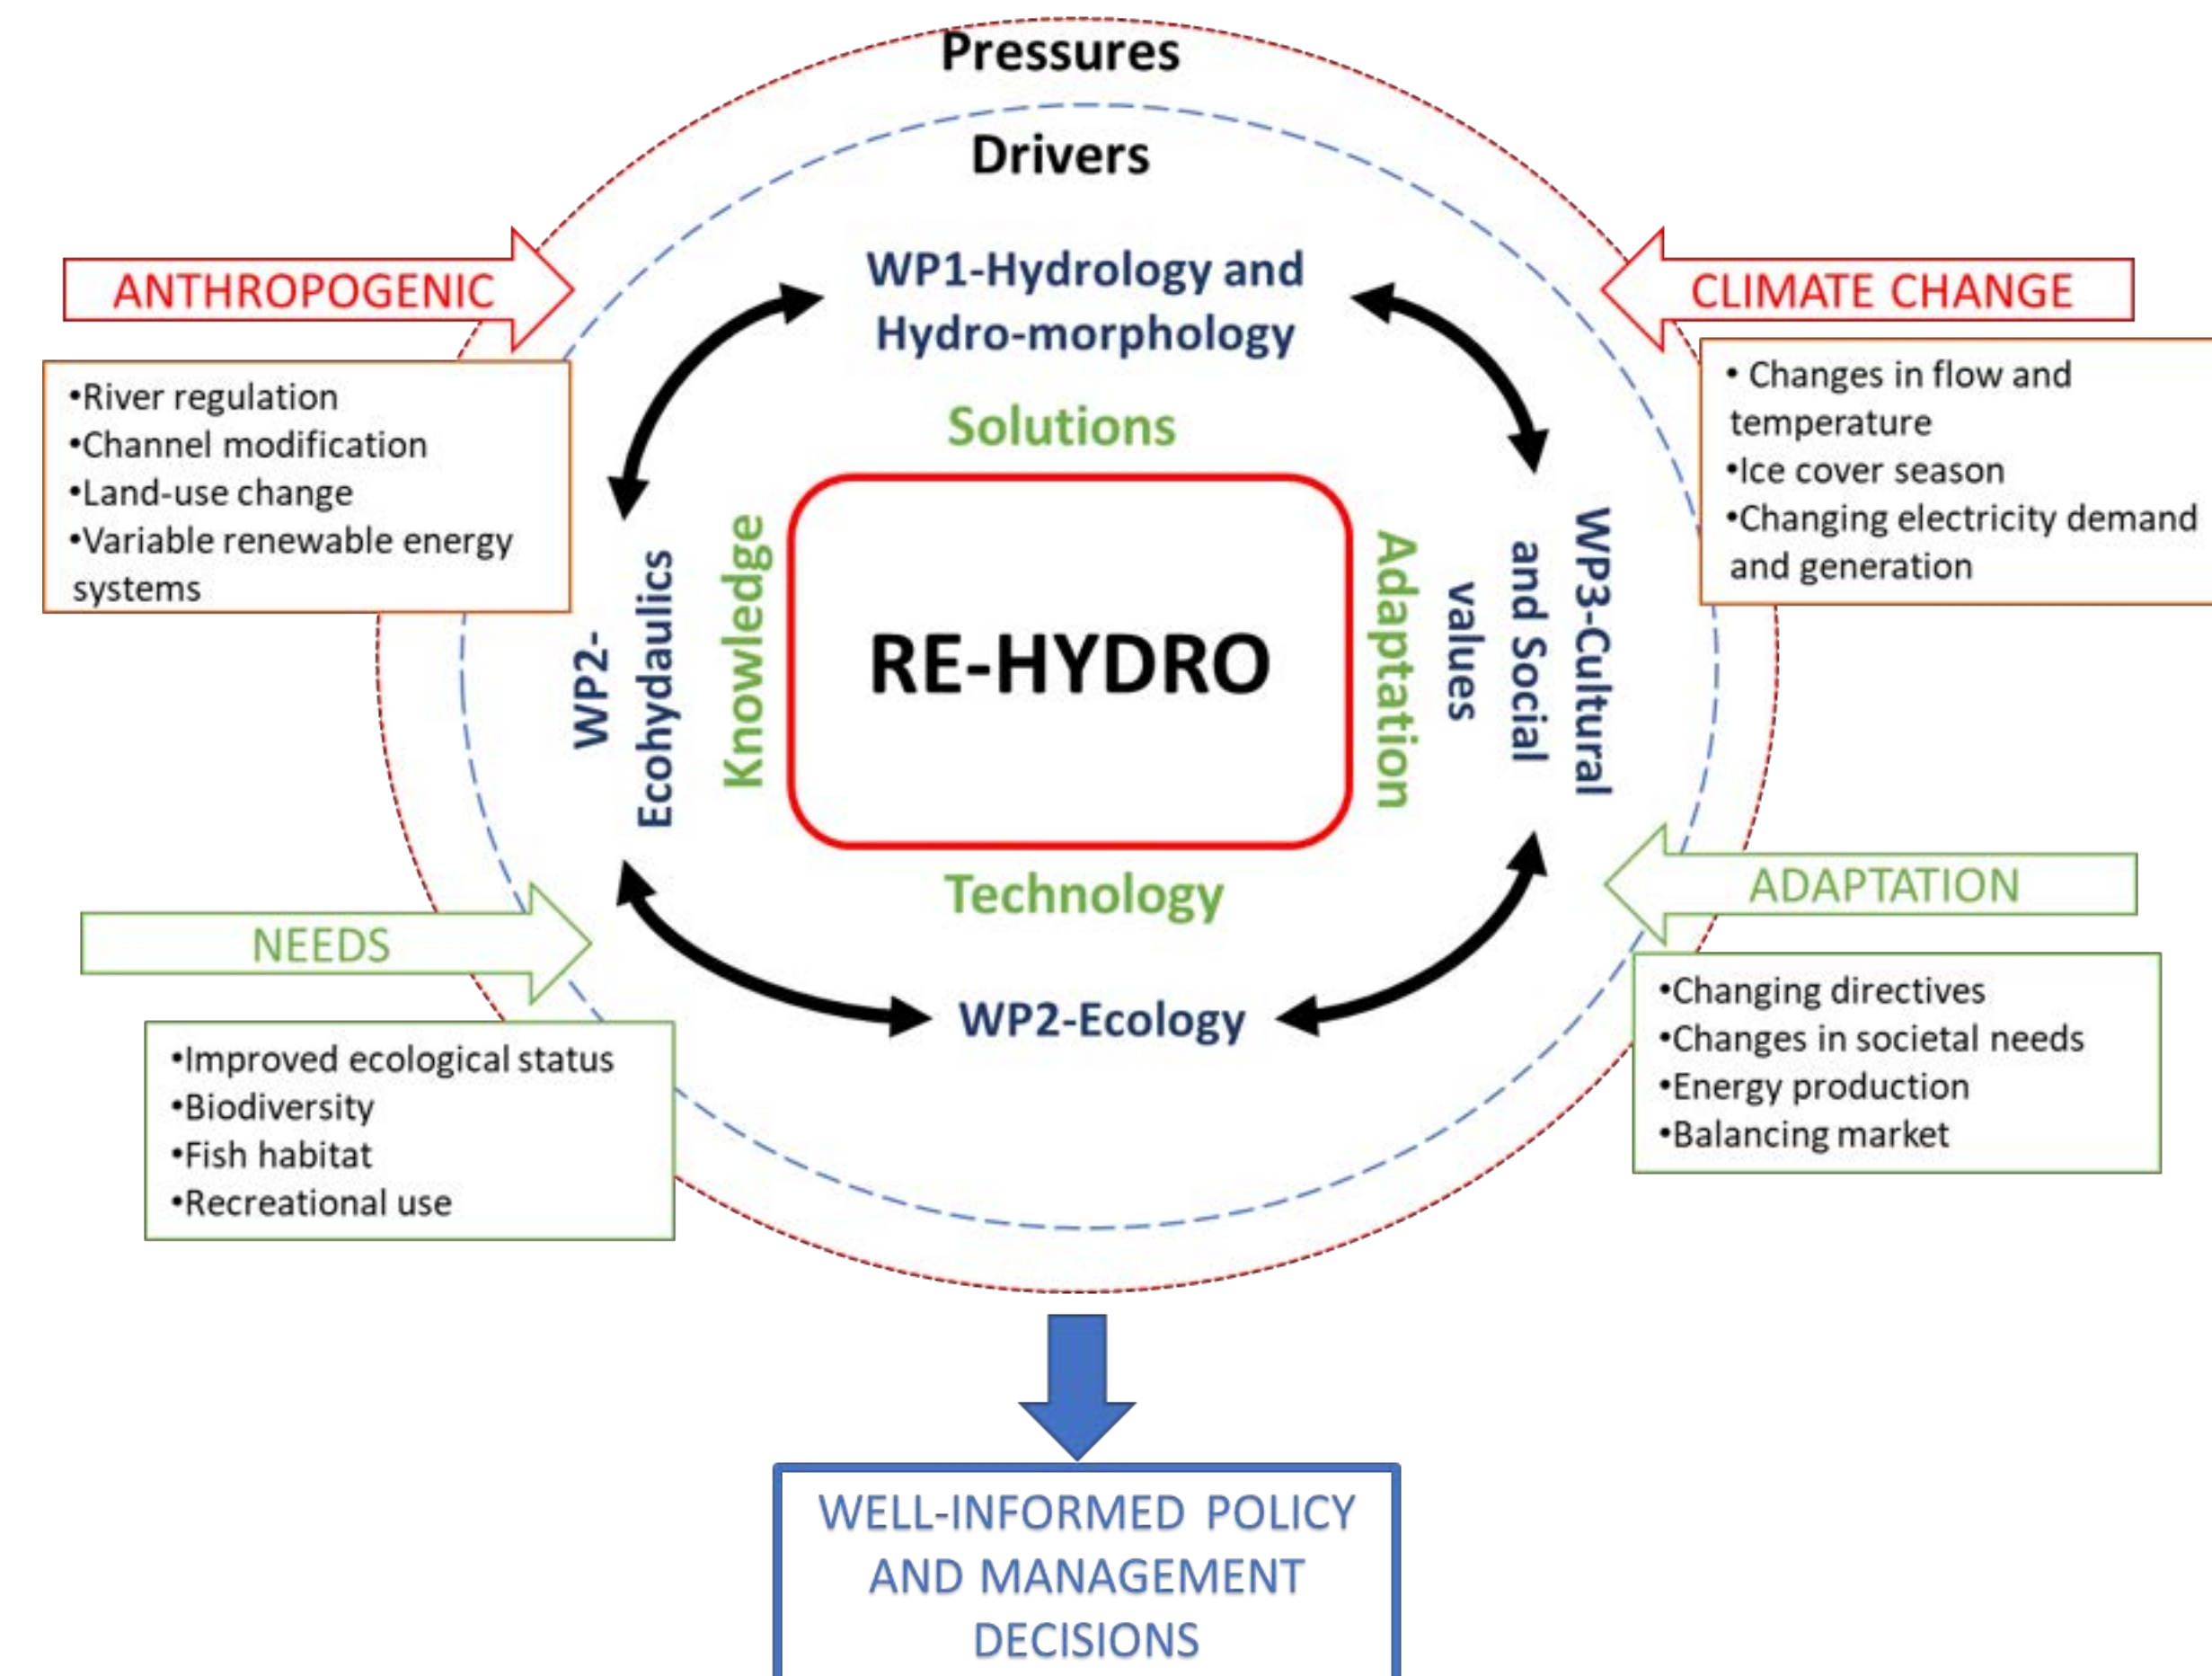 Pressures
Drivers
ANTHROPOGENIC
•River regulation
•Channel modification
•Land-use change
•Variable renewable energy
systems
CLIMATE CHANGE
• Changes in flow and
temperature
•Ice cover season
•Changing electricity demand
and generation
WP1-Hydrology and
Hydro-morphology
Solutions
WP2-
Ecohydaulics
Knowledge
RE-HYDRO
Adaptation
WP3-Cultural
and Social
values
Technology
WP2-Ecology
NEEDS
•Improved ecological status
•Biodiversity
•Fish habitat
•Recreational use
ADAPTATION
•Changing directives
•Changes in societal needs
•Energy production
•Balancing market
WELL-INFORMED POLICY
AND MANAGEMENT
DECISIONS